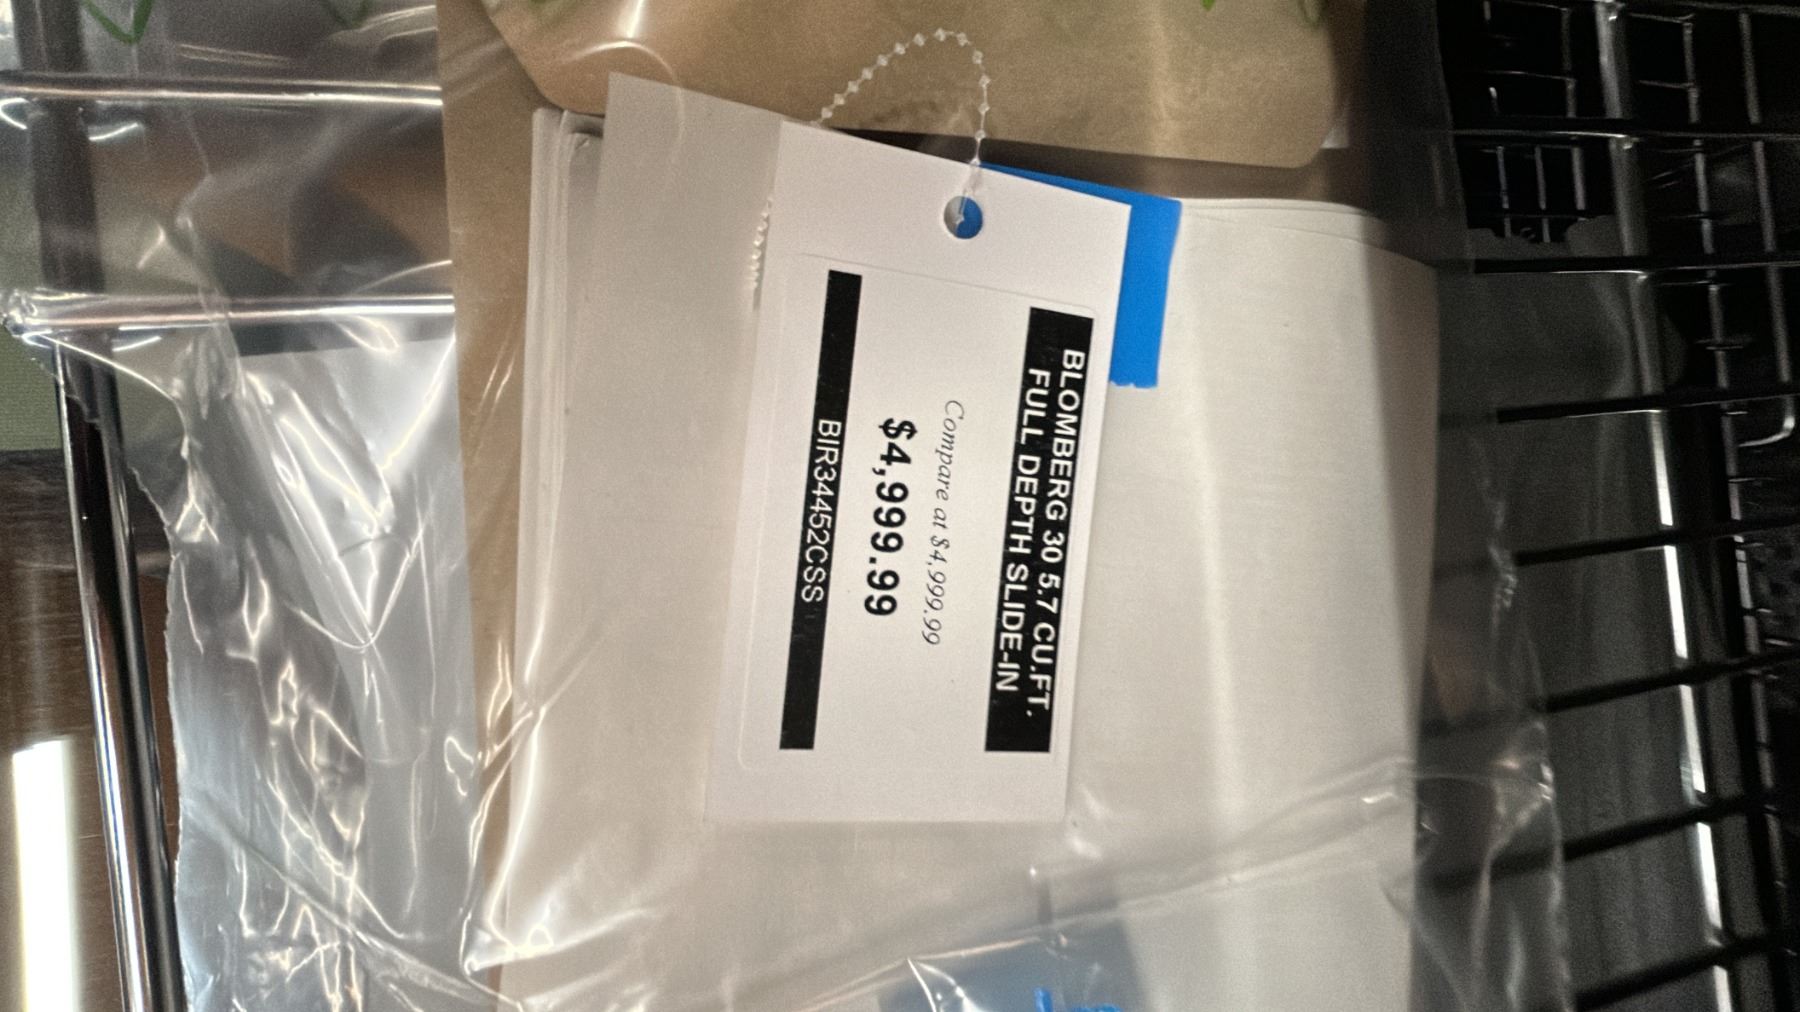 BLOMBERG 30 5.7 CU.FT.
FULL DEPTH SLIDE-IN
Compare at $4,999.99
$4,999.99
BIR34452CSS